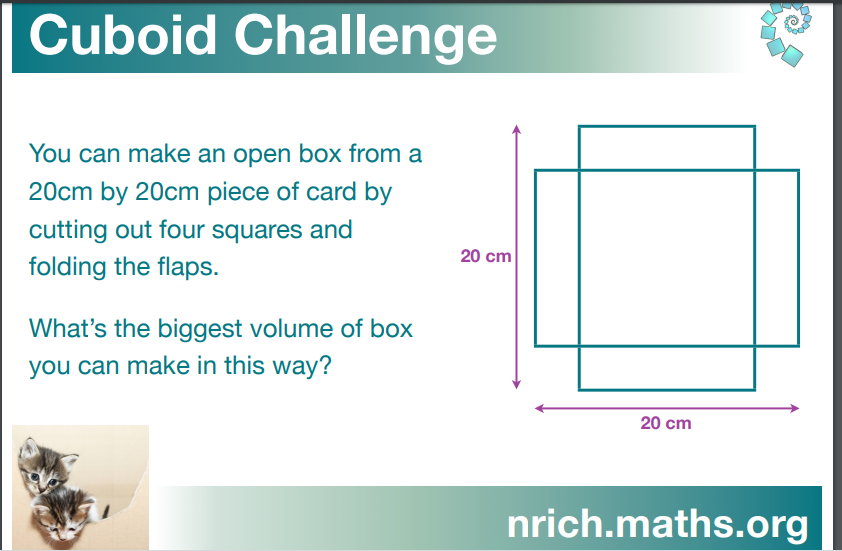 Cuboid Challenge
You can make an open box from a
20cm by 20cm piece of card by
cutting out four squares and
folding the flaps.
What's the biggest volume of box
you can make in this way?
20 cm
20 cm
nrich.maths.org